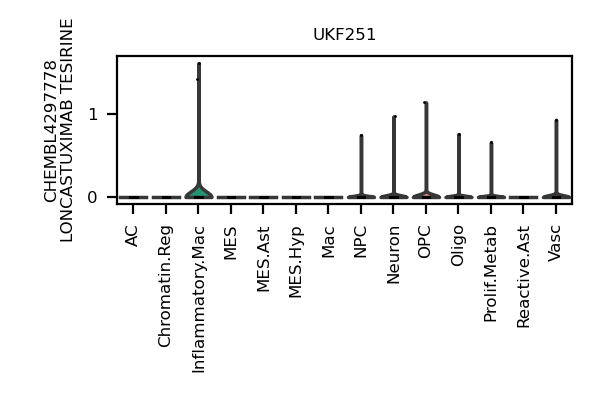 UKF251
CHEMBL4297778
LONCASTUXIMAB TESIRINE
1
0
AC
Chromatin.Reg
Inflammatory.Mac
MES
MES.Ast
MES.Hyp
Mac
NPC
Neuron
OPC
Oligo
Prolif.Metab
Reactive.Ast
Vasc